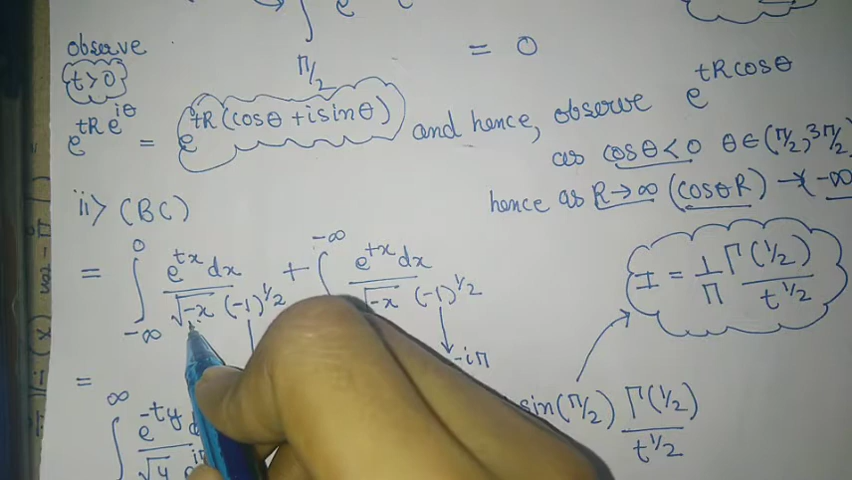 ∫ e e
π/2
= 0
observe
t>0
e^{tRe^{iθ}} = e^{tR(cosθ+isinθ)} and hence, observe e^{tRcosθ}
as cosθ<0 θ∈(π/2, 3π/2
hence as R→∞ (cosθR) → -∞
ii> (BC)
= ∫_{-∞}^{0} e^{tx}dx / √-x (-1)^{1/2} + ∫^{-∞} e^{tx}dx / √-x (-1)^{1/2}
I = 1/π Γ(1/2) / t^{1/2}
-iπ
=
sin(π/2) Γ(1/2) / t^{1/2}
∫^{∞} e^{-ty} / √y